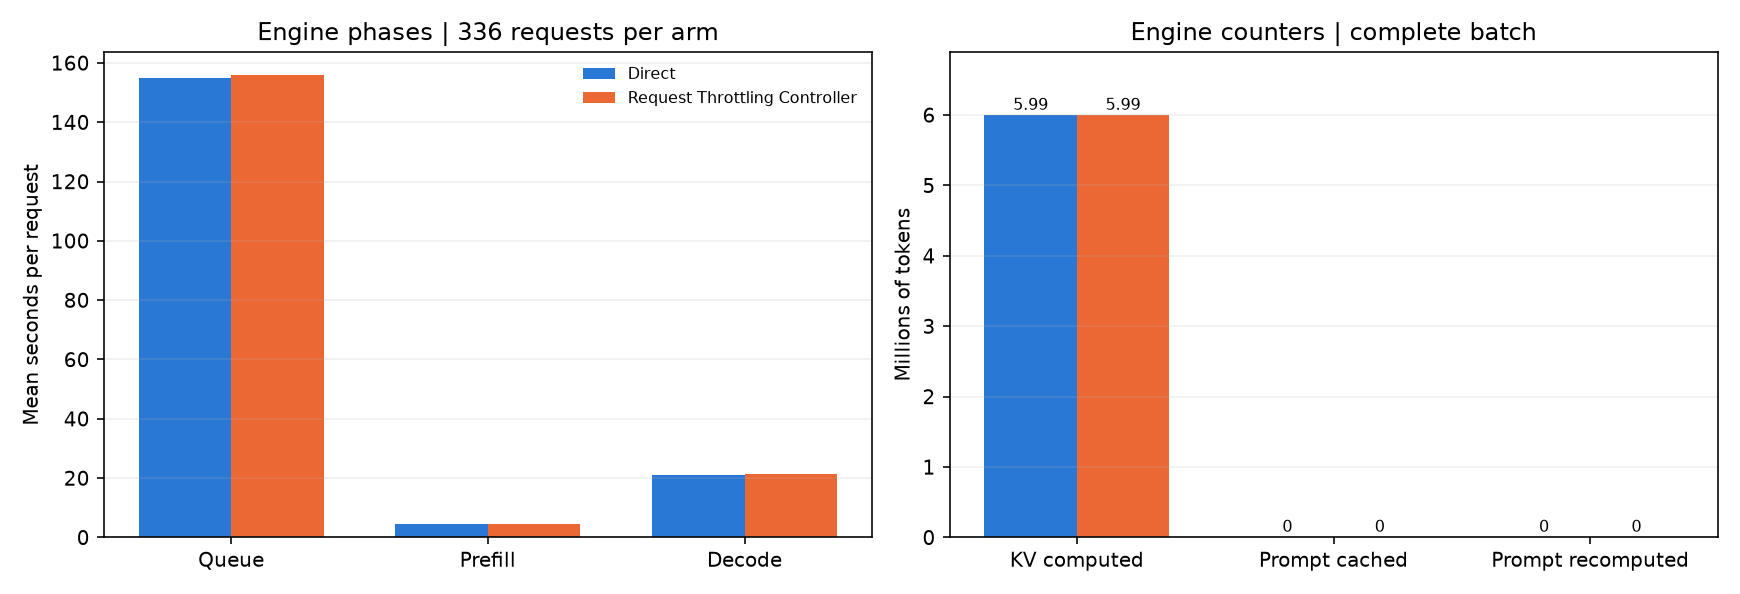 Engine phases | 336 requests per arm
Mean seconds per request
160
140
120
100
80
60
40
20
0
Direct
Request Throttling Controller
Queue
Prefill
Decode
Engine counters | complete batch
Millions of tokens
6
5
4
3
2
1
0
5.99
5.99
0
0
0
0
KV computed
Prompt cached
Prompt recomputed